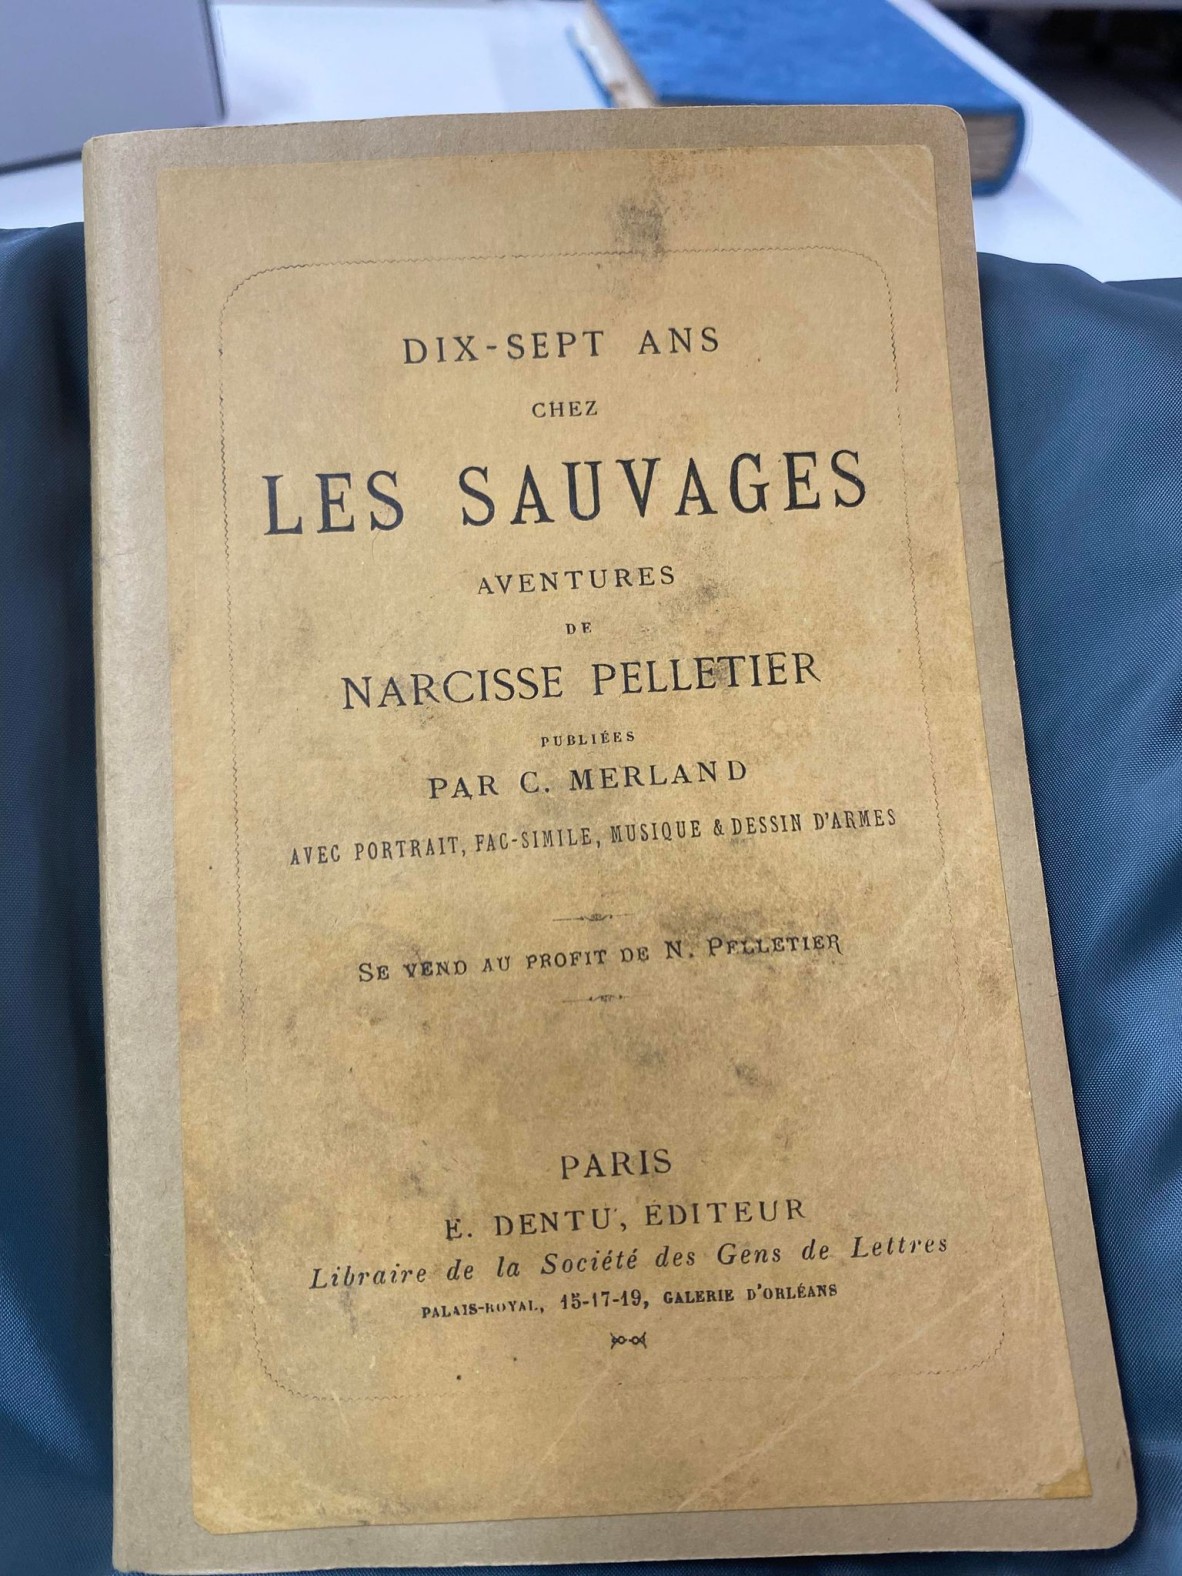 DIX-SEPT ANS
CHEZ
LES SAUVAGES
AVENTURES
DE
NARCISSE PELLETIER
PUBLIÉES
PAR C. MERLAND
AVEC PORTRAIT, FAC-SIMILE, MUSIQUE & DESSIN D'ARMES
SE VEND AU PROFIT DE N. PELLETIER
PARIS
E. DENTU, ÉDITEUR
Libraire de la Société des Gens de Lettres
PALAIS-ROYAL, 15-17-19, GALERIE D'ORLÉANS